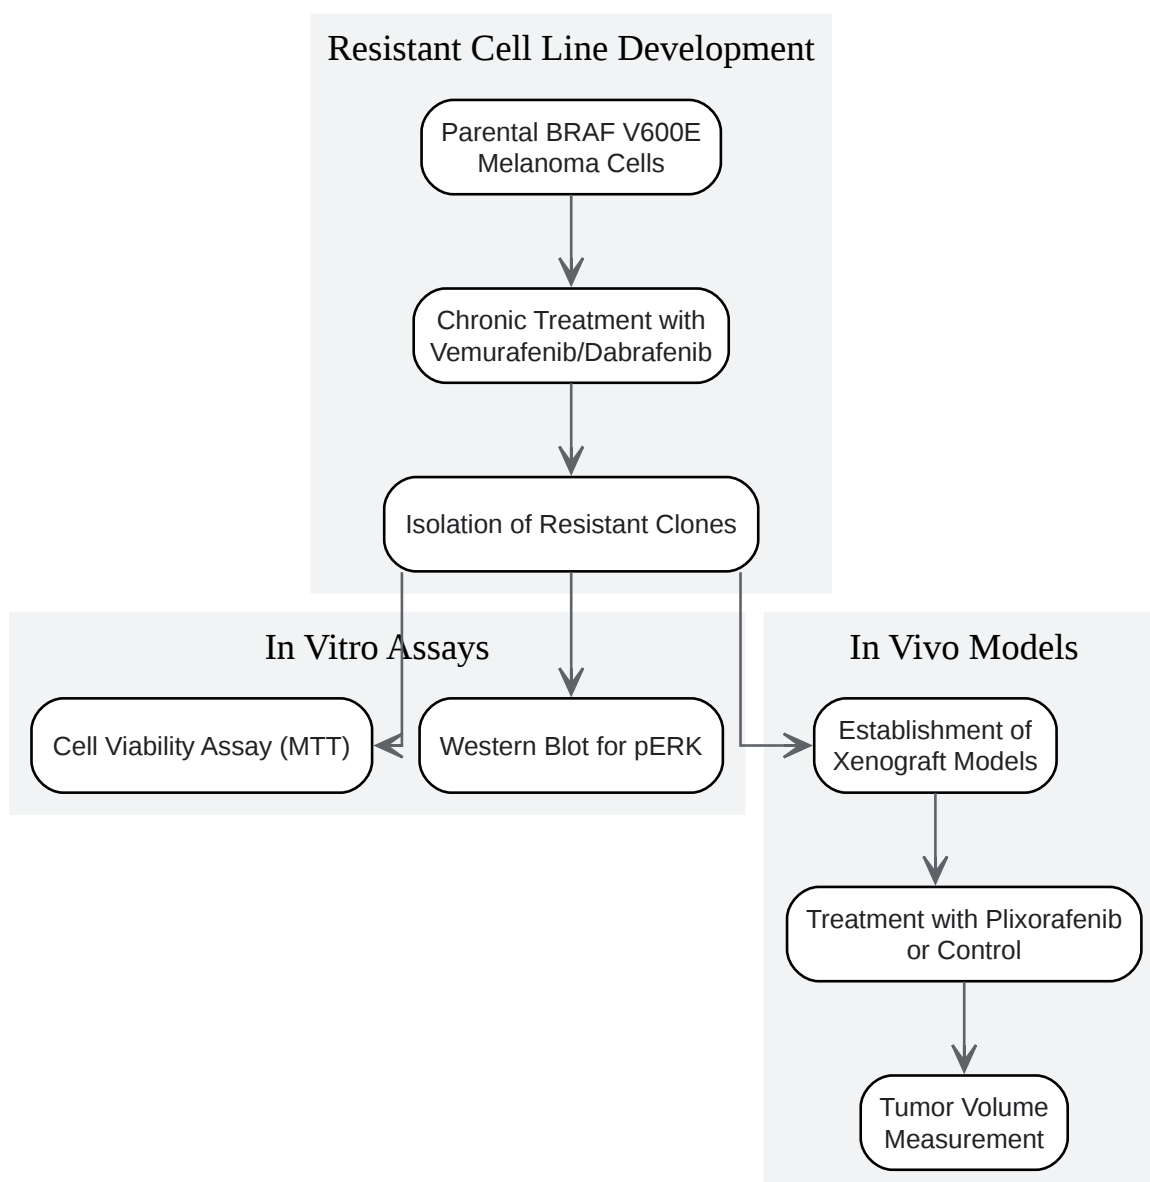 Resistant Cell Line Development
Parental BRAF V600E
Melanoma Cells
Chronic Treatment with
Vemurafenib/Dabrafenib
Isolation of Resistant Clones
In Vitro Assays
Cell Viability Assay (MTT)
Western Blot for pERK
In Vivo Models
Establishment of
Xenograft Models
Treatment with Plixorafenib
or Control
Tumor Volume
Measurement